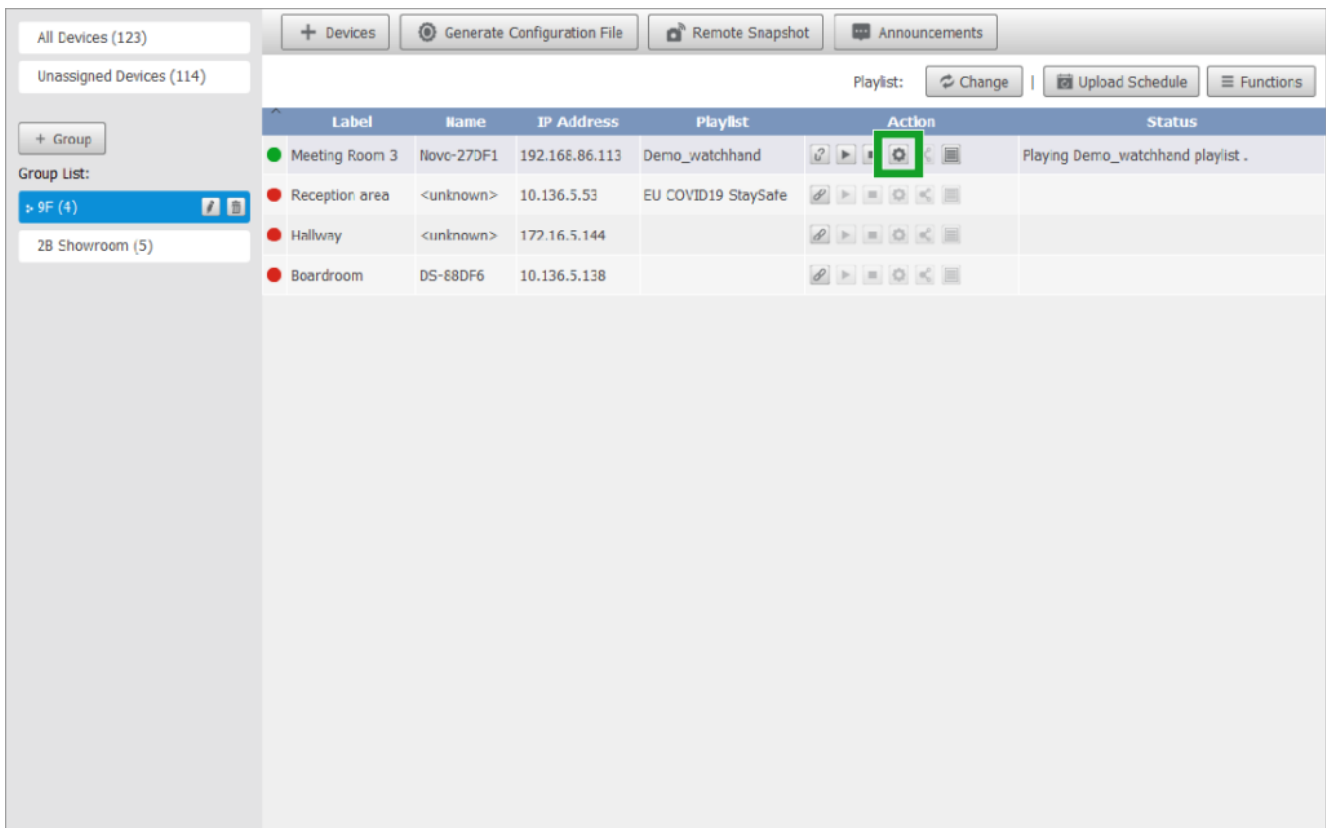 All Devices (123)
Unassigned Devices (114)
+ Group
Group List:
9F (4)
2B Showroom (5)
+ Devices
Generate Configuration File
Remote Snapshot
Announcements
Playlist:
Change
|
Upload Schedule
Functions
Label Name IP Address Playlist Action Status
Meeting Room 3 Novo-27DF1 192.168.86.113 Demo_watchhand Playing Demo_watchhand playlist .
Reception area <unknown> 10.136.5.53 EU COVID19 StaySafe
Hallway <unknown> 172.16.5.144
Boardroom DS-88DF6 10.136.5.138